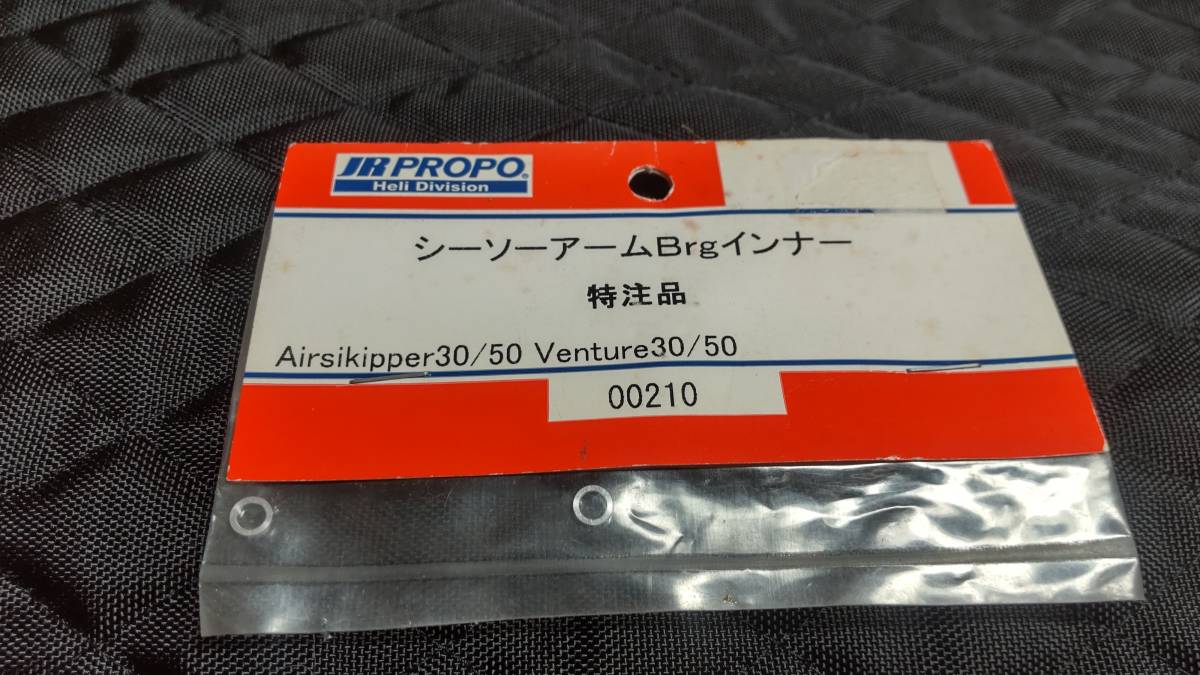 JR PROPO®
Heli Division
シーソーアームBrgインナー
特注品
Airsikipper30/50 Venture30/50
00210